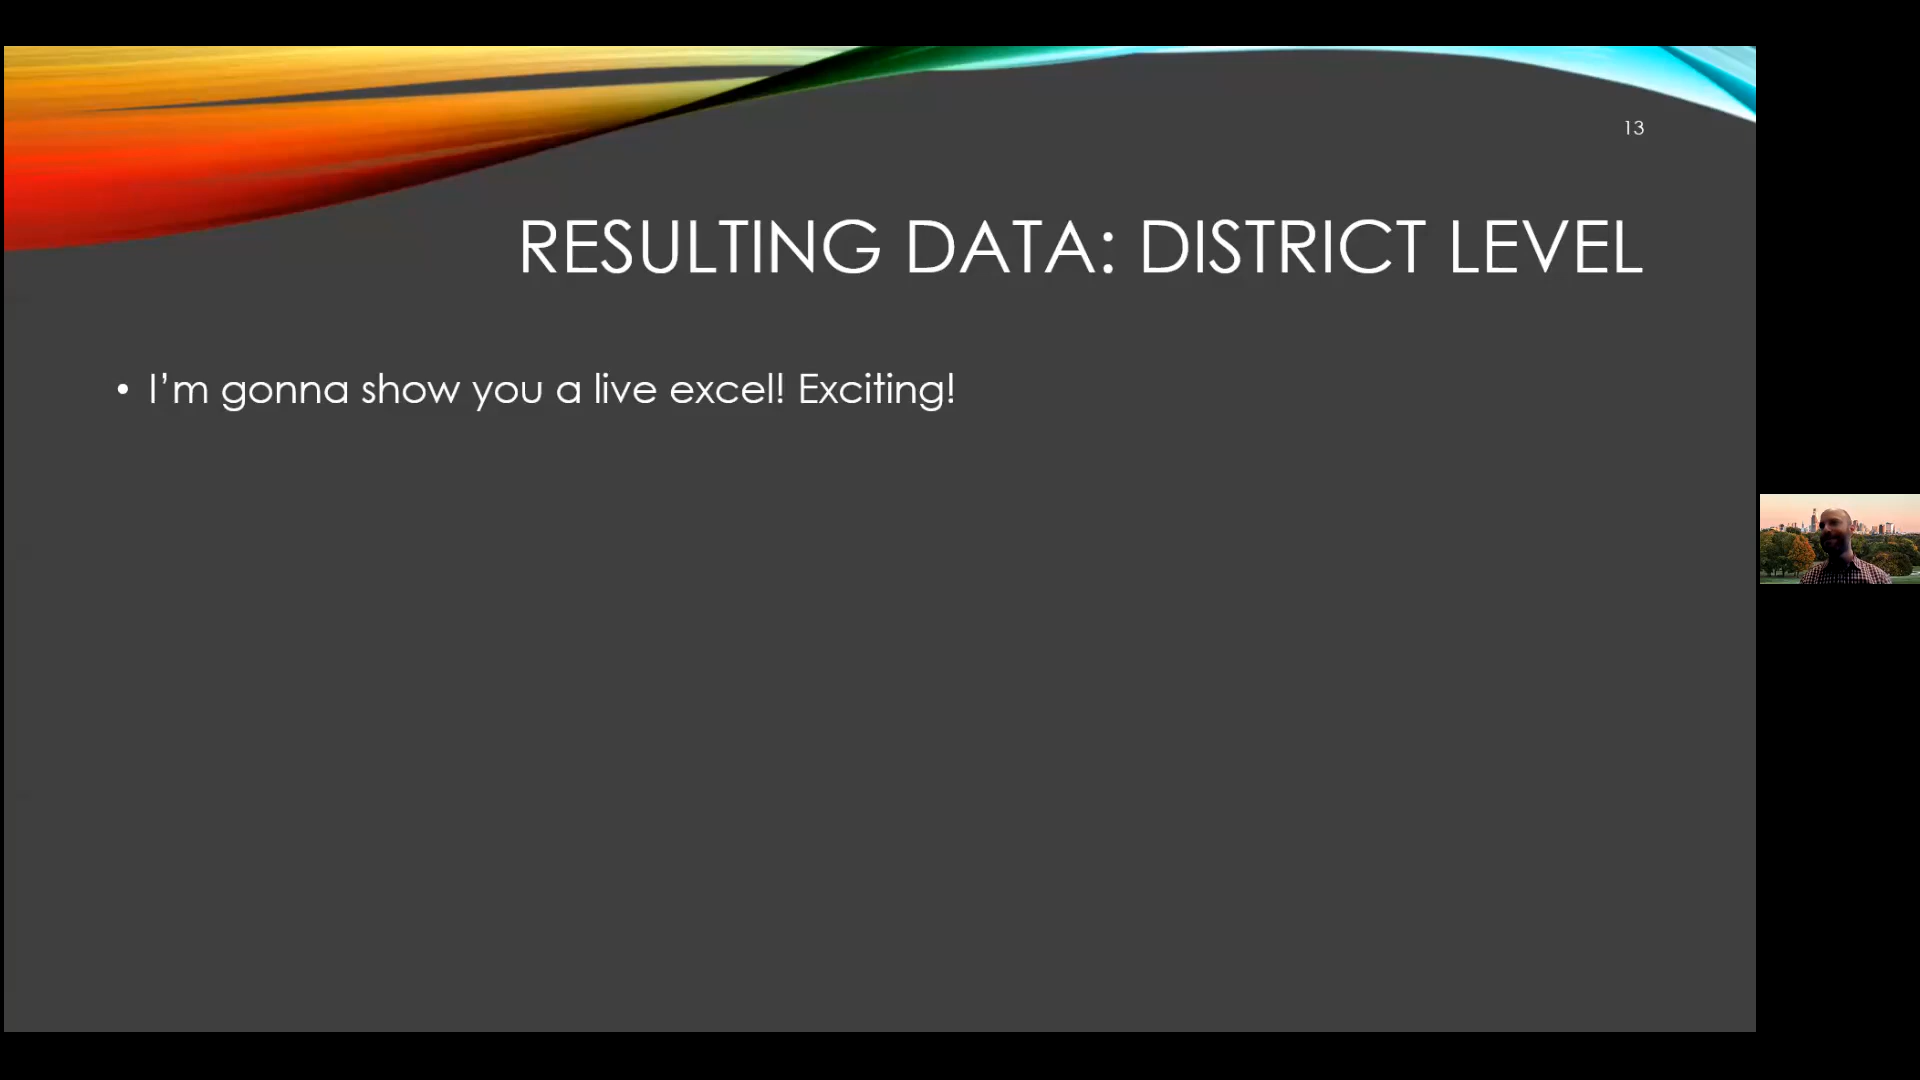 13
RESULTING DATA: DISTRICT LEVEL
• I’m gonna show you a live excel! Exciting!